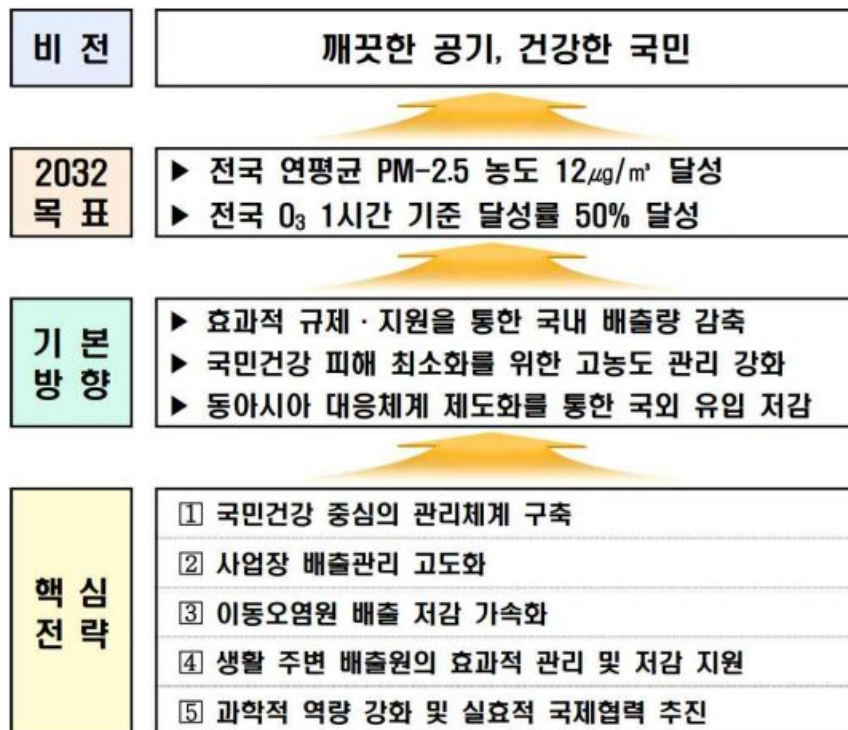 비 전
깨끗한 공기, 건강한 국민
2032
목 표
▶ 전국 연평균 PM-2.5 농도 12㎍/㎥ 달성
▶ 전국 O₃ 1시간 기준 달성률 50% 달성
기 본
방 향
▶ 효과적 규제·지원을 통한 국내 배출량 감축
▶ 국민건강 피해 최소화를 위한 고농도 관리 강화
▶ 동아시아 대응체계 제도화를 통한 국외 유입 저감
핵 심
전 략
1 국민건강 중심의 관리체계 구축
2 사업장 배출관리 고도화
3 이동오염원 배출 저감 가속화
4 생활 주변 배출원의 효과적 관리 및 저감 지원
5 과학적 역량 강화 및 실효적 국제협력 추진